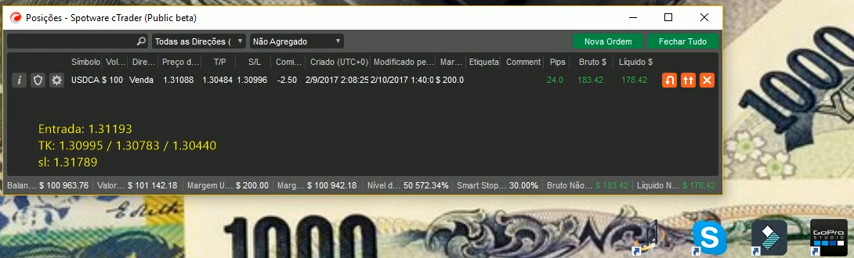 Posições - Spotware cTrader (Public beta)
Todas as Direções ( Não Agregado Nova Ordem Fechar Tudo
Símbolo Vol... Dire... Preço d... T/P S/L Comi... Criado (UTC+0) Modificado pe... Mar... Etiqueta Comment Pips Bruto $ Líquido $
USDCA $ 100 Venda 1.31088 1.30484 1.30996 -2.50 2/9/2017 2:08:25 2/10/2017 1:40:0 $ 200.0 24.0 183.42 178.42
Entrada: 1.31193
TK: 1.30995 / 1.30783 / 1.30440
sl: 1.31789
Balan... $ 100 963.76 Valor... $ 101 142.18 Margem U... $ 200.00 Marg... $ 100 942.18 Nível d... 50 572.34% Smart Stop... 30.00% Bruto Não... $ 183.42 Líquido N... $ 178.42
1000
1000
YE
GoPro
STUDIO